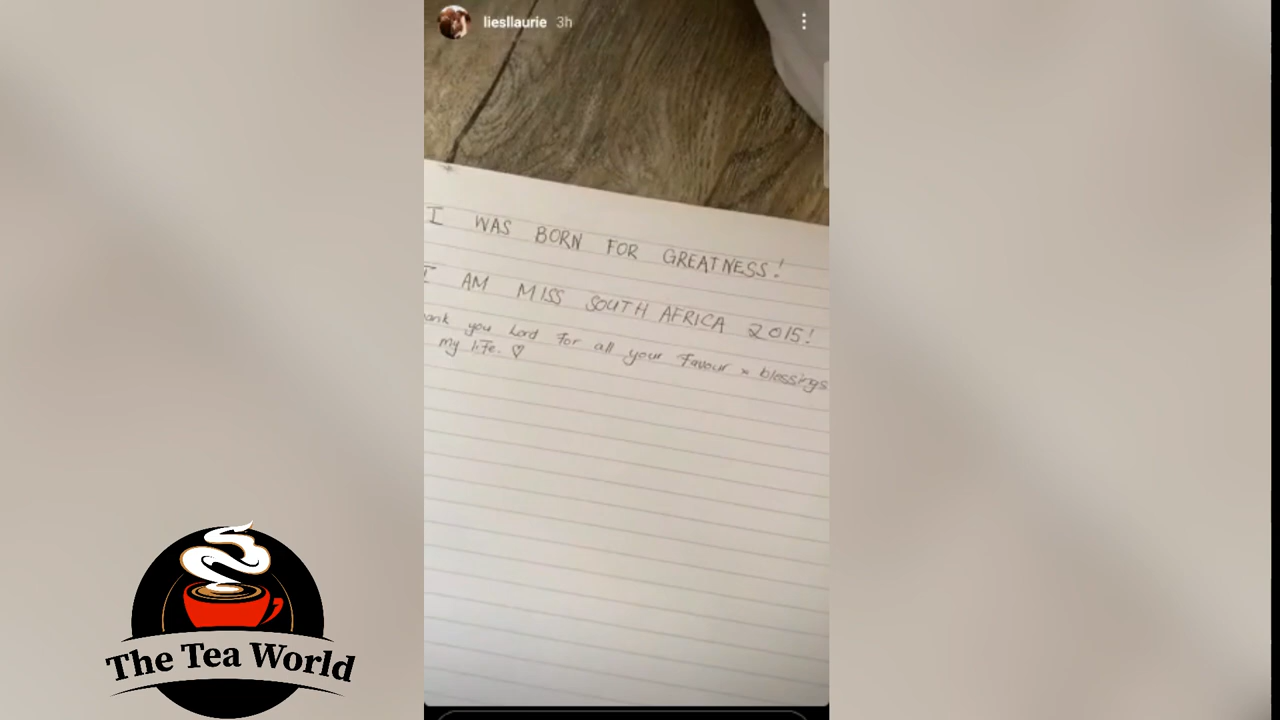 liesllaurie 3h
I WAS BORN FOR GREATNESS!
I AM MISS SOUTH AFRICA 2015!
ank you Lord for all your favour × blessings
my life. ♡
The Tea World